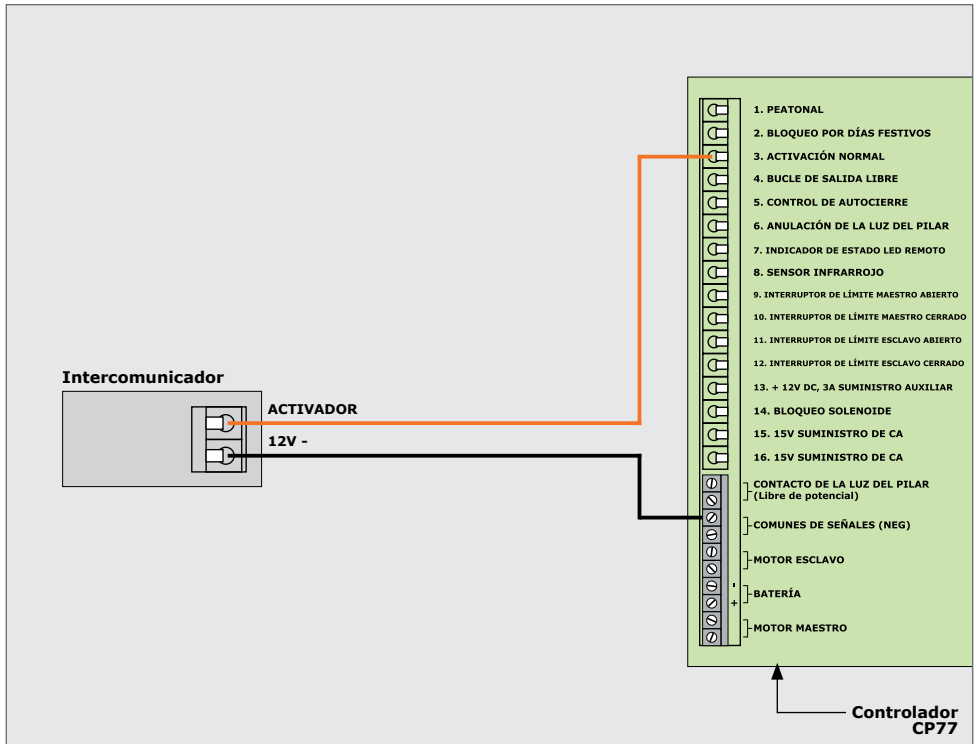 1. PEATONAL
2. BLOQUEO POR DÍAS FESTIVOS
3. ACTIVACIÓN NORMAL
4. BUCLE DE SALIDA LIBRE
5. CONTROL DE AUTOCIERRE
6. ANULACIÓN DE LA LUZ DEL PILAR
7. INDICADOR DE ESTADO LED REMOTO
8. SENSOR INFRARROJO
9. INTERRUPTOR DE LÍMITE MAESTRO ABIERTO
10. INTERRUPTOR DE LÍMITE MAESTRO CERRADO
11. INTERRUPTOR DE LÍMITE ESCLAVO ABIERTO
12. INTERRUPTOR DE LÍMITE ESCLAVO CERRADO
13. + 12V DC, 3A SUMINISTRO AUXILIAR
14. BLOQUEO SOLENOIDE
15. 15V SUMINISTRO DE CA
16. 15V SUMINISTRO DE CA
CONTACTO DE LA LUZ DEL PILAR
(Libre de potencial)
COMUNES DE SEÑALES (NEG)
MOTOR ESCLAVO
-
BATERÍA
+
MOTOR MAESTRO
Intercomunicador
ACTIVADOR
12V -
Controlador
CP77